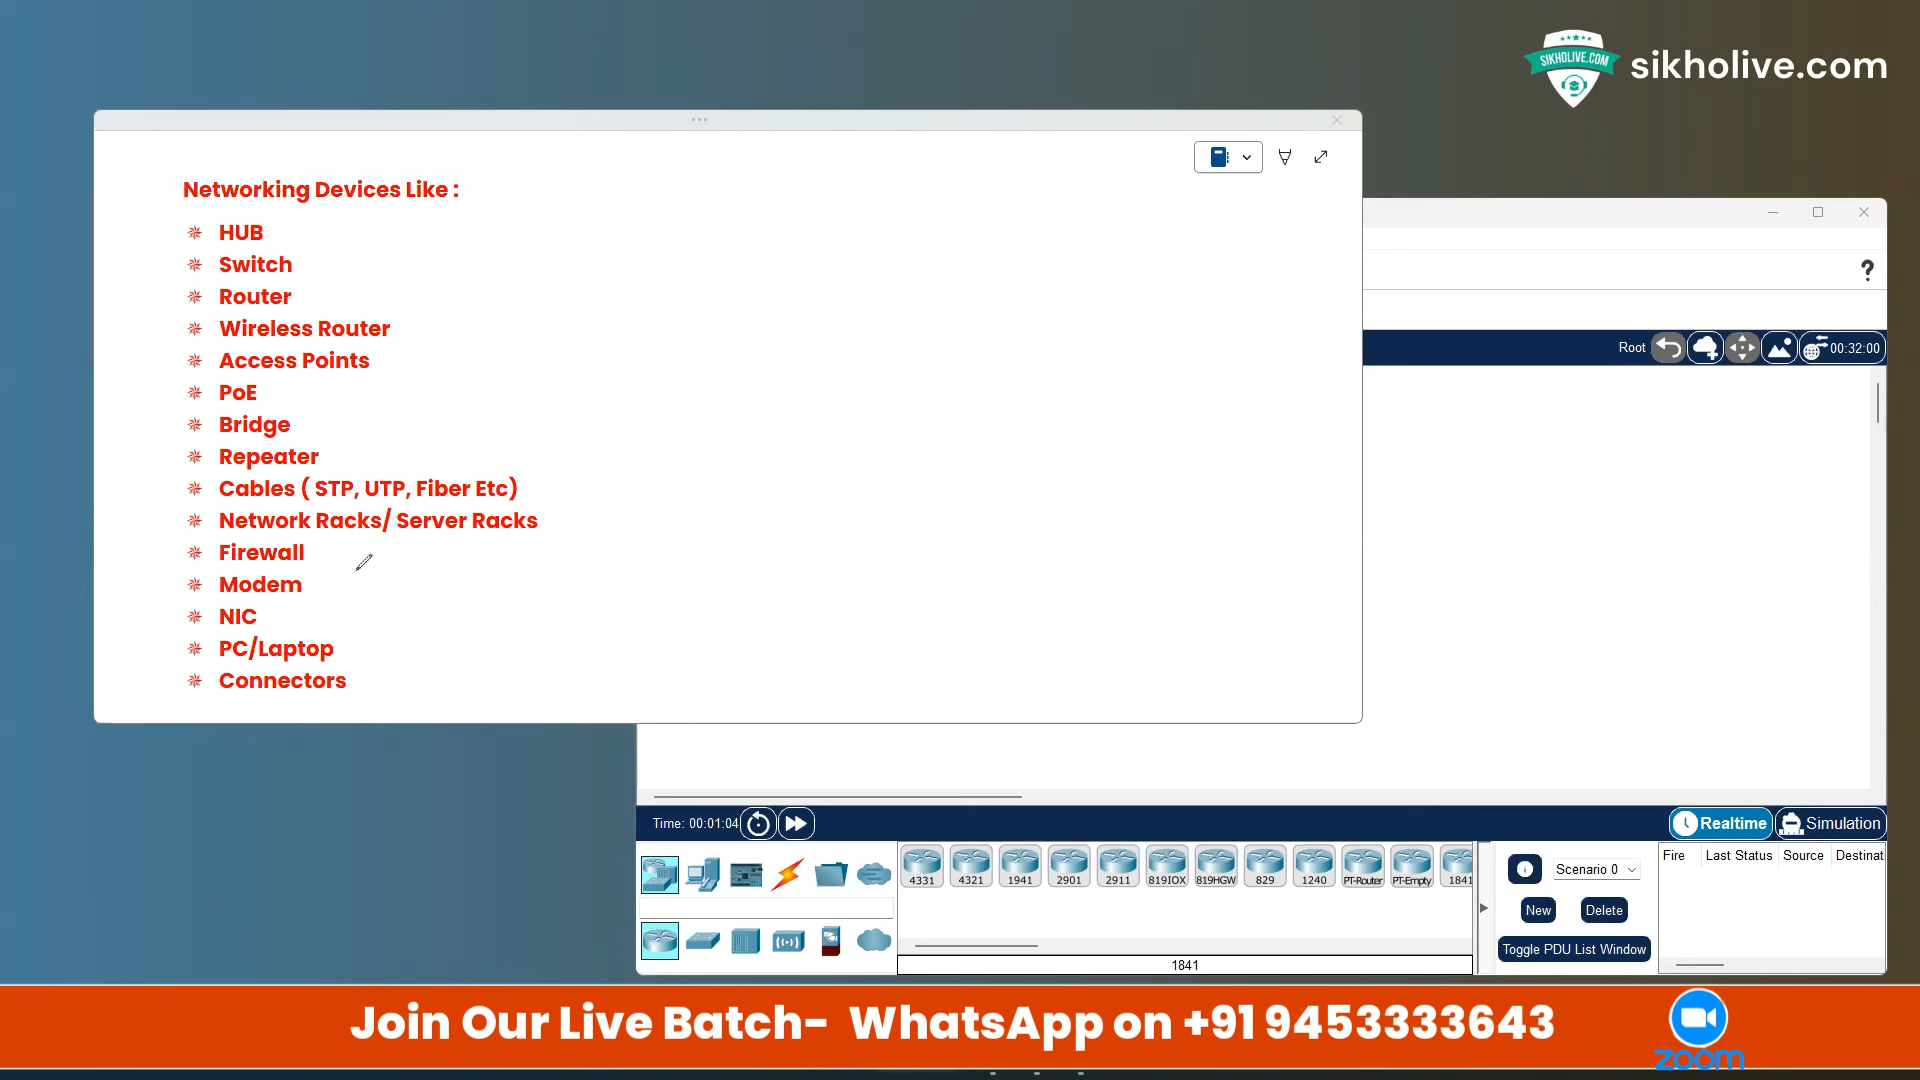 SIKHOLIVE.COM
sikholive.com
Networking Devices Like :
HUB
Switch
Router
Wireless Router
Access Points
PoE
Bridge
Repeater
Cables ( STP, UTP, Fiber Etc)
Network Racks/ Server Racks
Firewall
Modem
NIC
PC/Laptop
Connectors
?
Root
00:32:00
Time: 00:01:04
Realtime
Simulation
4331 4321 1941 2901 2911 819IOX 819HGW 829 1240 PT-Router PT-Empty 1841
1841
Scenario 0
New
Delete
Toggle PDU List Window
Fire Last Status Source Destinat
Join Our Live Batch- WhatsApp on +91 9453333643
zoom